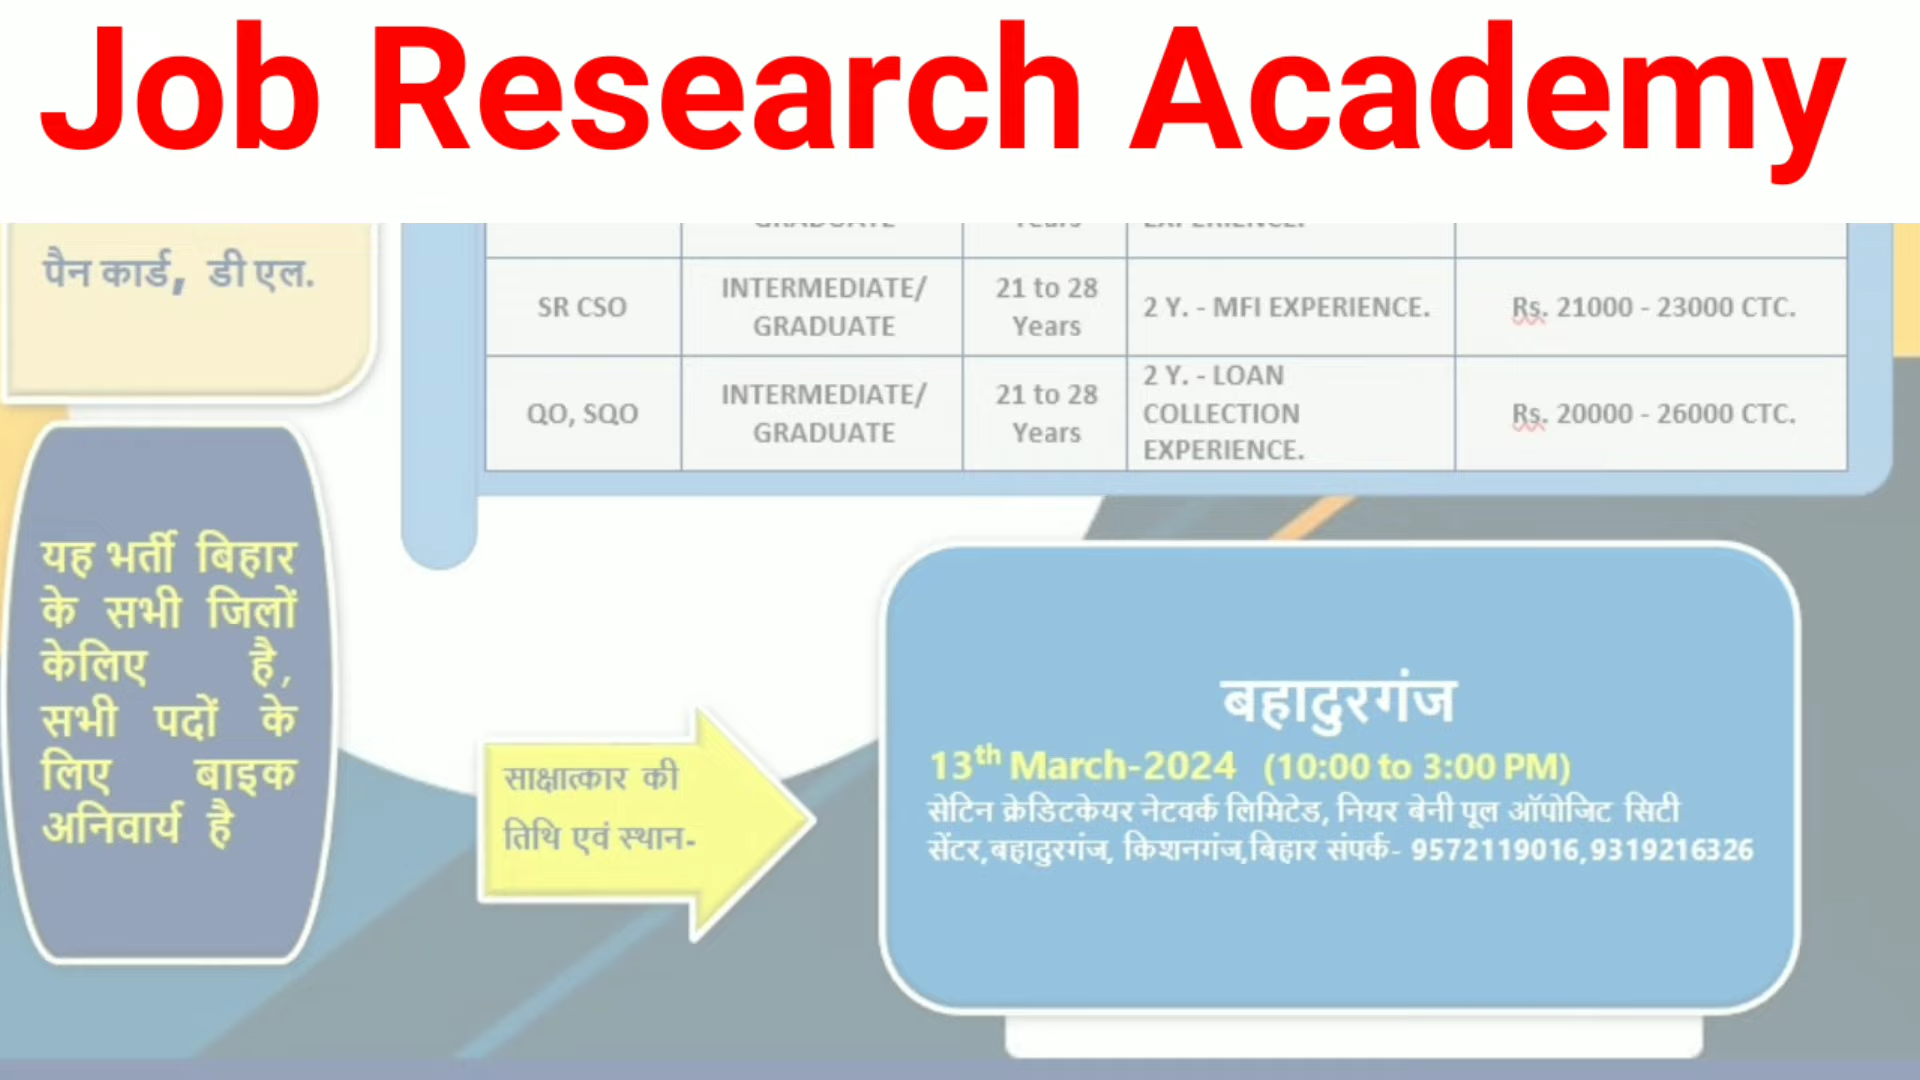 Job Research Academy
पैन कार्ड, डी एल.
SR CSO
INTERMEDIATE/
GRADUATE
21 to 28
Years
2 Y. - MFI EXPERIENCE.
Rs. 21000 - 23000 CTC.
QO, SQO
INTERMEDIATE/
GRADUATE
21 to 28
Years
2 Y. - LOAN
COLLECTION
EXPERIENCE.
Rs. 20000 - 26000 CTC.
यह भर्ती बिहार
के सभी जिलों
केलिए है,
सभी पदों के
लिए बाइक
अनिवार्य है
साक्षात्कार की
तिथि एवं स्थान-
बहादुरगंज
13th March-2024 (10:00 to 3:00 PM)
सेटिन क्रेडिटकेयर नेटवर्क लिमिटेड, नियर बेनी पूल ऑपोजिट सिटी
सेंटर,बहादुरगंज, किशनगंज,बिहार संपर्क- 9572119016,9319216326